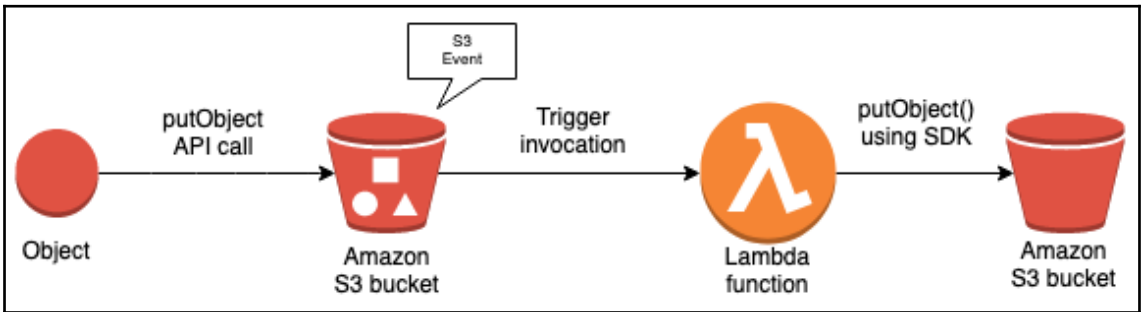 S3
Event
putObject
API call
Trigger
invocation
putObject()
using SDK
Object
Amazon
S3 bucket
Lambda
function
Amazon
S3 bucket